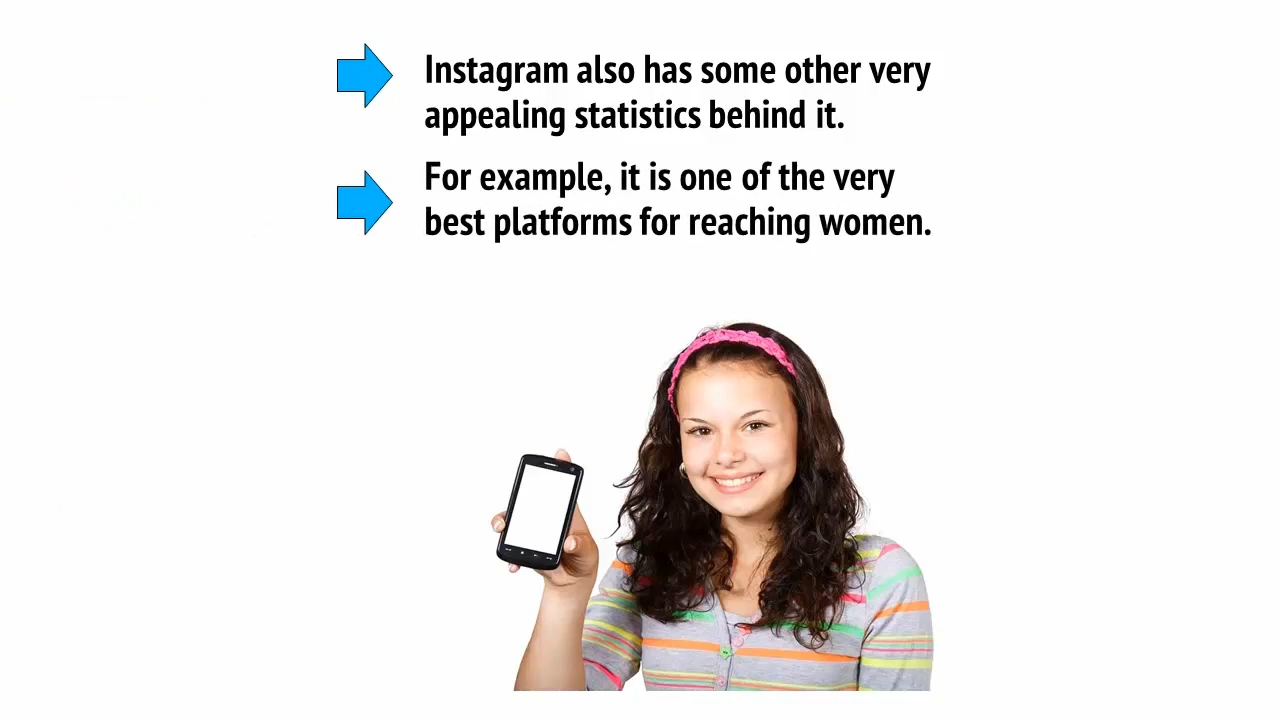 Instagram also has some other very
appealing statistics behind it.
For example, it is one of the very
best platforms for reaching women.